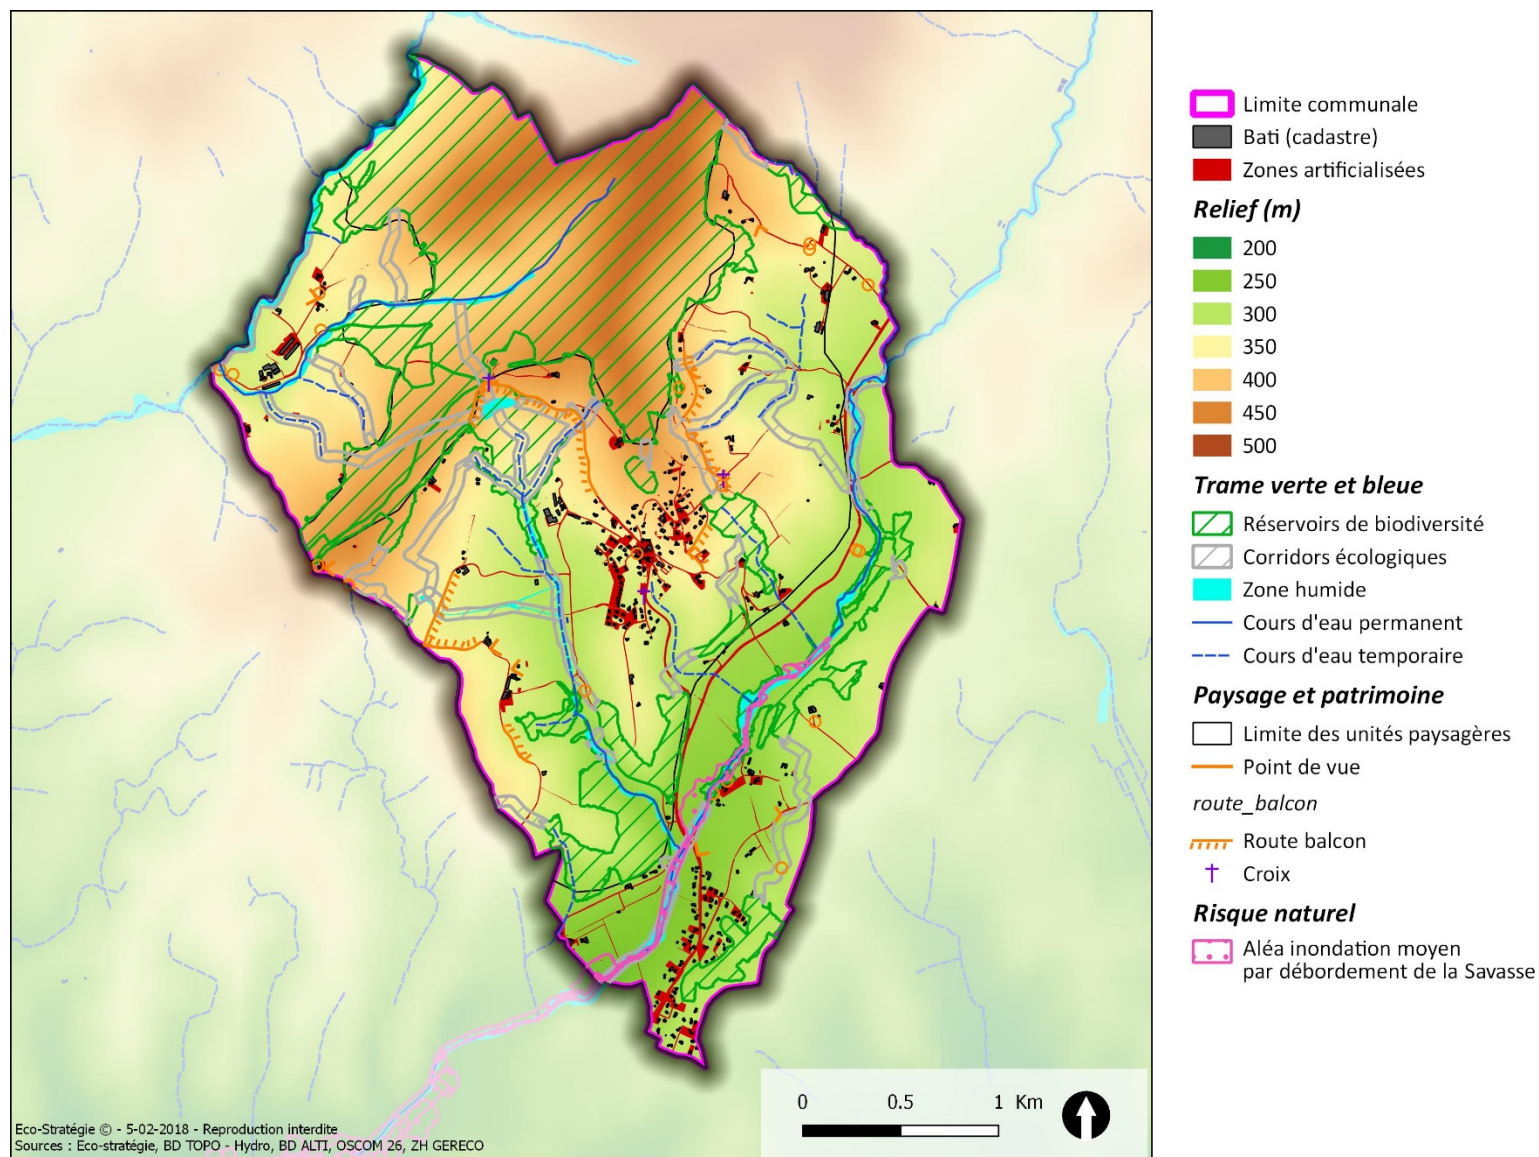 Limite communale
Bati (cadastre)
Zones artificialisées
Relief (m)
200
250
300
350
400
450
500
Trame verte et bleue
Réservoirs de biodiversité
Corridors écologiques
Zone humide
Cours d'eau permanent
Cours d'eau temporaire
Paysage et patrimoine
Limite des unités paysagères
Point de vue
route_balcon
Route balcon
Croix
Risque naturel
Aléa inondation moyen
par débordement de la Savasse
0 0.5 1 Km
Eco-Stratégie © - 5-02-2018 - Reproduction interdite
Sources : Eco-stratégie, BD TOPO - Hydro, BD ALTI, OSCOM 26, ZH GERECO